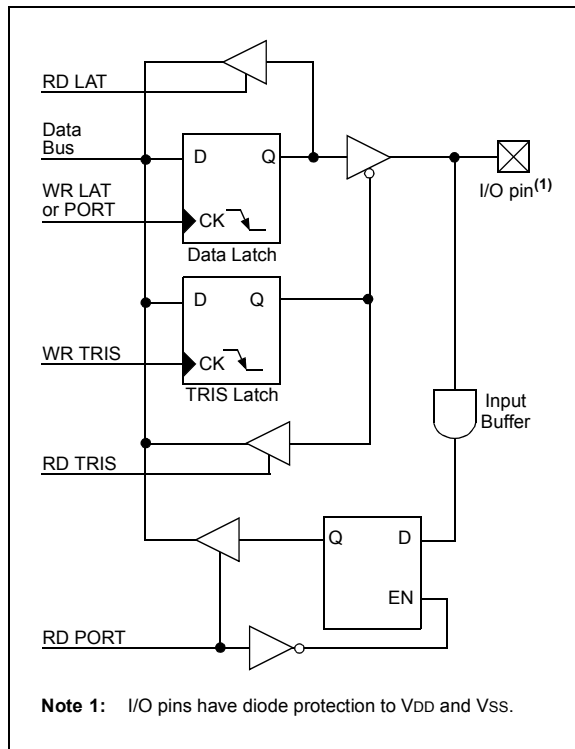 RD LAT
Data
Bus
D Q
I/O pin(1)
WR LAT
or PORT
CK
Data Latch
D Q
WR TRIS
CK
TRIS Latch
Input
Buffer
RD TRIS
Q D
EN
RD PORT
Note 1: I/O pins have diode protection to VDD and VSS.